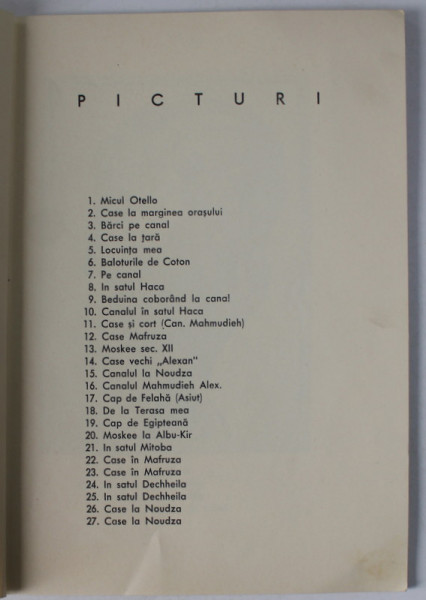 PICTURI
1. Micul Otello
2. Case la marginea orașului
3. Bărci pe canal
4. Case la țară
5. Locuința mea
6. Baloturile de Coton
7. Pe canal
8. In satul Haca
9. Beduina coborând la canal
10. Canalul în satul Haca
11. Case și cort (Can. Mahmudieh)
12. Case Mafruza
13. Moskee sec. XII
14. Case vechi „Alexan"
15. Canalul la Noudza
16. Canalul Mahmudieh Alex.
17. Cap de Felahă (Asiut)
18. De la Terasa mea
19. Cap de Egipteană
20. Moskee la Albu-Kir
21. In satul Mitoba
22. Case în Mafruza
23. Case în Mafruza
24. In satul Dechheila
25. In satul Dechheila
26. Case la Noudza
27. Case la Noudza